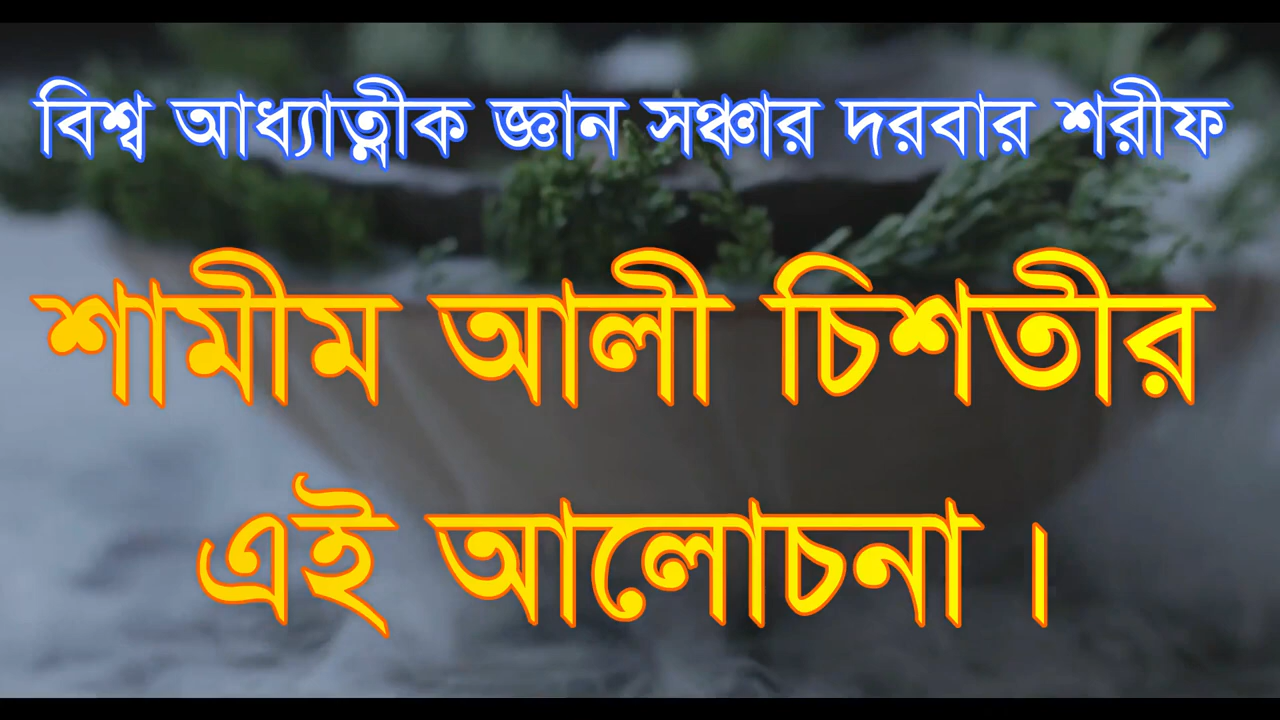 বিশ্ব আধ্যাত্নীক জ্ঞান সঞ্চার দরবার শরীফ
শামীম আলী চিশতীর
এই আলোচনা।